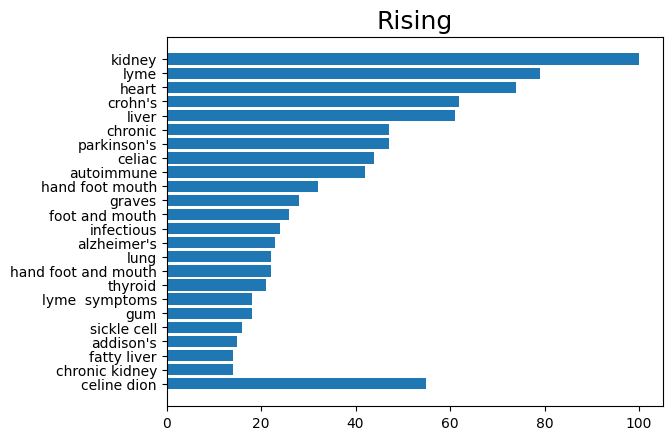 Rising
kidney
lyme
heart
crohn's
liver
chronic
parkinson's
celiac
autoimmune
hand foot mouth
graves
foot and mouth
infectious
alzheimer's
lung
hand foot and mouth
thyroid
lyme  symptoms
gum
sickle cell
addison's
fatty liver
chronic kidney
celine dion
0 20 40 60 80 100